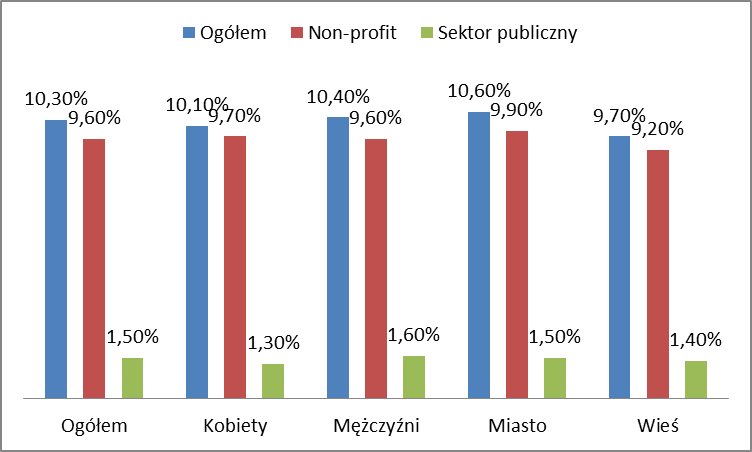 Ogółem Non-profit Sektor publiczny
10,30% 9,60% 1,50%
10,10% 9,70% 1,30%
10,40% 9,60% 1,60%
10,60% 9,90% 1,50%
9,70% 9,20% 1,40%
Ogółem Kobiety Mężczyźni Miasto Wieś